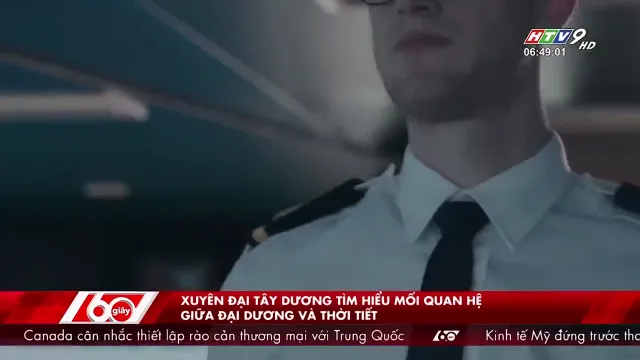 HTV9 HD
06:49:01
60 giây
XUYÊN ĐẠI TÂY DƯƠNG TÌM HIỂU MỐI QUAN HỆ
GIỮA ĐẠI DƯƠNG VÀ THỜI TIẾT
Canada cân nhắc thiết lập rào cản thương mại với Trung Quốc 60 Kinh tế Mỹ đứng trước thạ